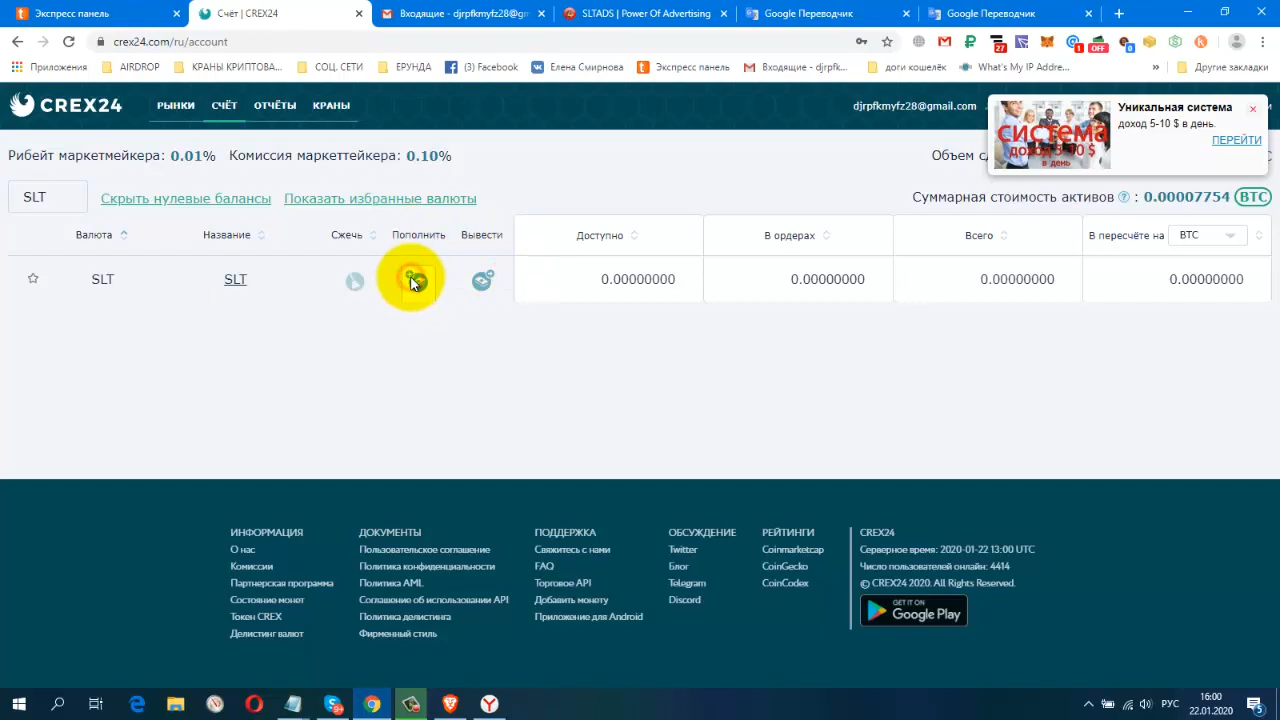 Экспресс панель
Счёт | CREX24
Входящие - djrpfkmyfz28@gm
SLTADS | Power Of Advertising
Google Переводчик
Google Переводчик
crex24.com/ru/account
27
1
OFF
0
Приложения
AIRDROP
КРАНЫ КРИПТОВА...
СОЦ. СЕТИ
ЕРУНДА
(3) Facebook
Елена Смирнова
Экспресс панель
Входящие - djrpfk...
доги кошелёк
What's My IP Addre...
»
Другие закладки
CREX24
РЫНКИ
СЧЁТ
ОТЧЁТЫ
КРАНЫ
djrpfkmyfz28@gmail.com
Уникальная система
доход 5-10 $ в день.
ПЕРЕЙТИ
система
доход 5-10 $
в день
Рибейт маркетмейкера: 0.01% Комиссия маркеттейкера: 0.10%
SLT
Скрыть нулевые балансы
Показать избранные валюты
Суммарная стоимость активов ? : 0.00007754 BTC
Валюта
Название
Сжечь
Пополнить
Вывести
Доступно
В ордерах
Всего
В пересчёте на
BTC
SLT
SLT
0.00000000
0.00000000
0.00000000
0.00000000
ИНФОРМАЦИЯ
О нас
Комиссии
Партнерская программа
Состояние монет
Токен CREX
Делистинг валют
ДОКУМЕНТЫ
Пользовательское соглашение
Политика конфиденциальности
Политика AML
Соглашение об использовании API
Политика делистинга
Фирменный стиль
ПОДДЕРЖКА
Свяжитесь с нами
FAQ
Торговое API
Добавить монету
Приложение для Android
ОБСУЖДЕНИЕ
Twitter
Блог
Telegram
Discord
РЕЙТИНГИ
Coinmarketcap
CoinGecko
CoinCodex
CREX24
Серверное время: 2020-01-22 13:00 UTC
Число пользователей онлайн: 4414
© CREX24 2020. All Rights Reserved.
GET IT ON
Google Play
РУС
16:00
22.01.2020